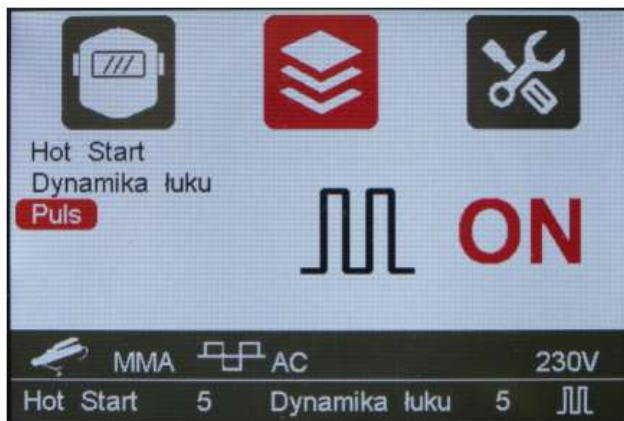 Hot Start
Dynamika łuku
Puls
ON
MMA AC 230V
Hot Start 5 Dynamika łuku 5